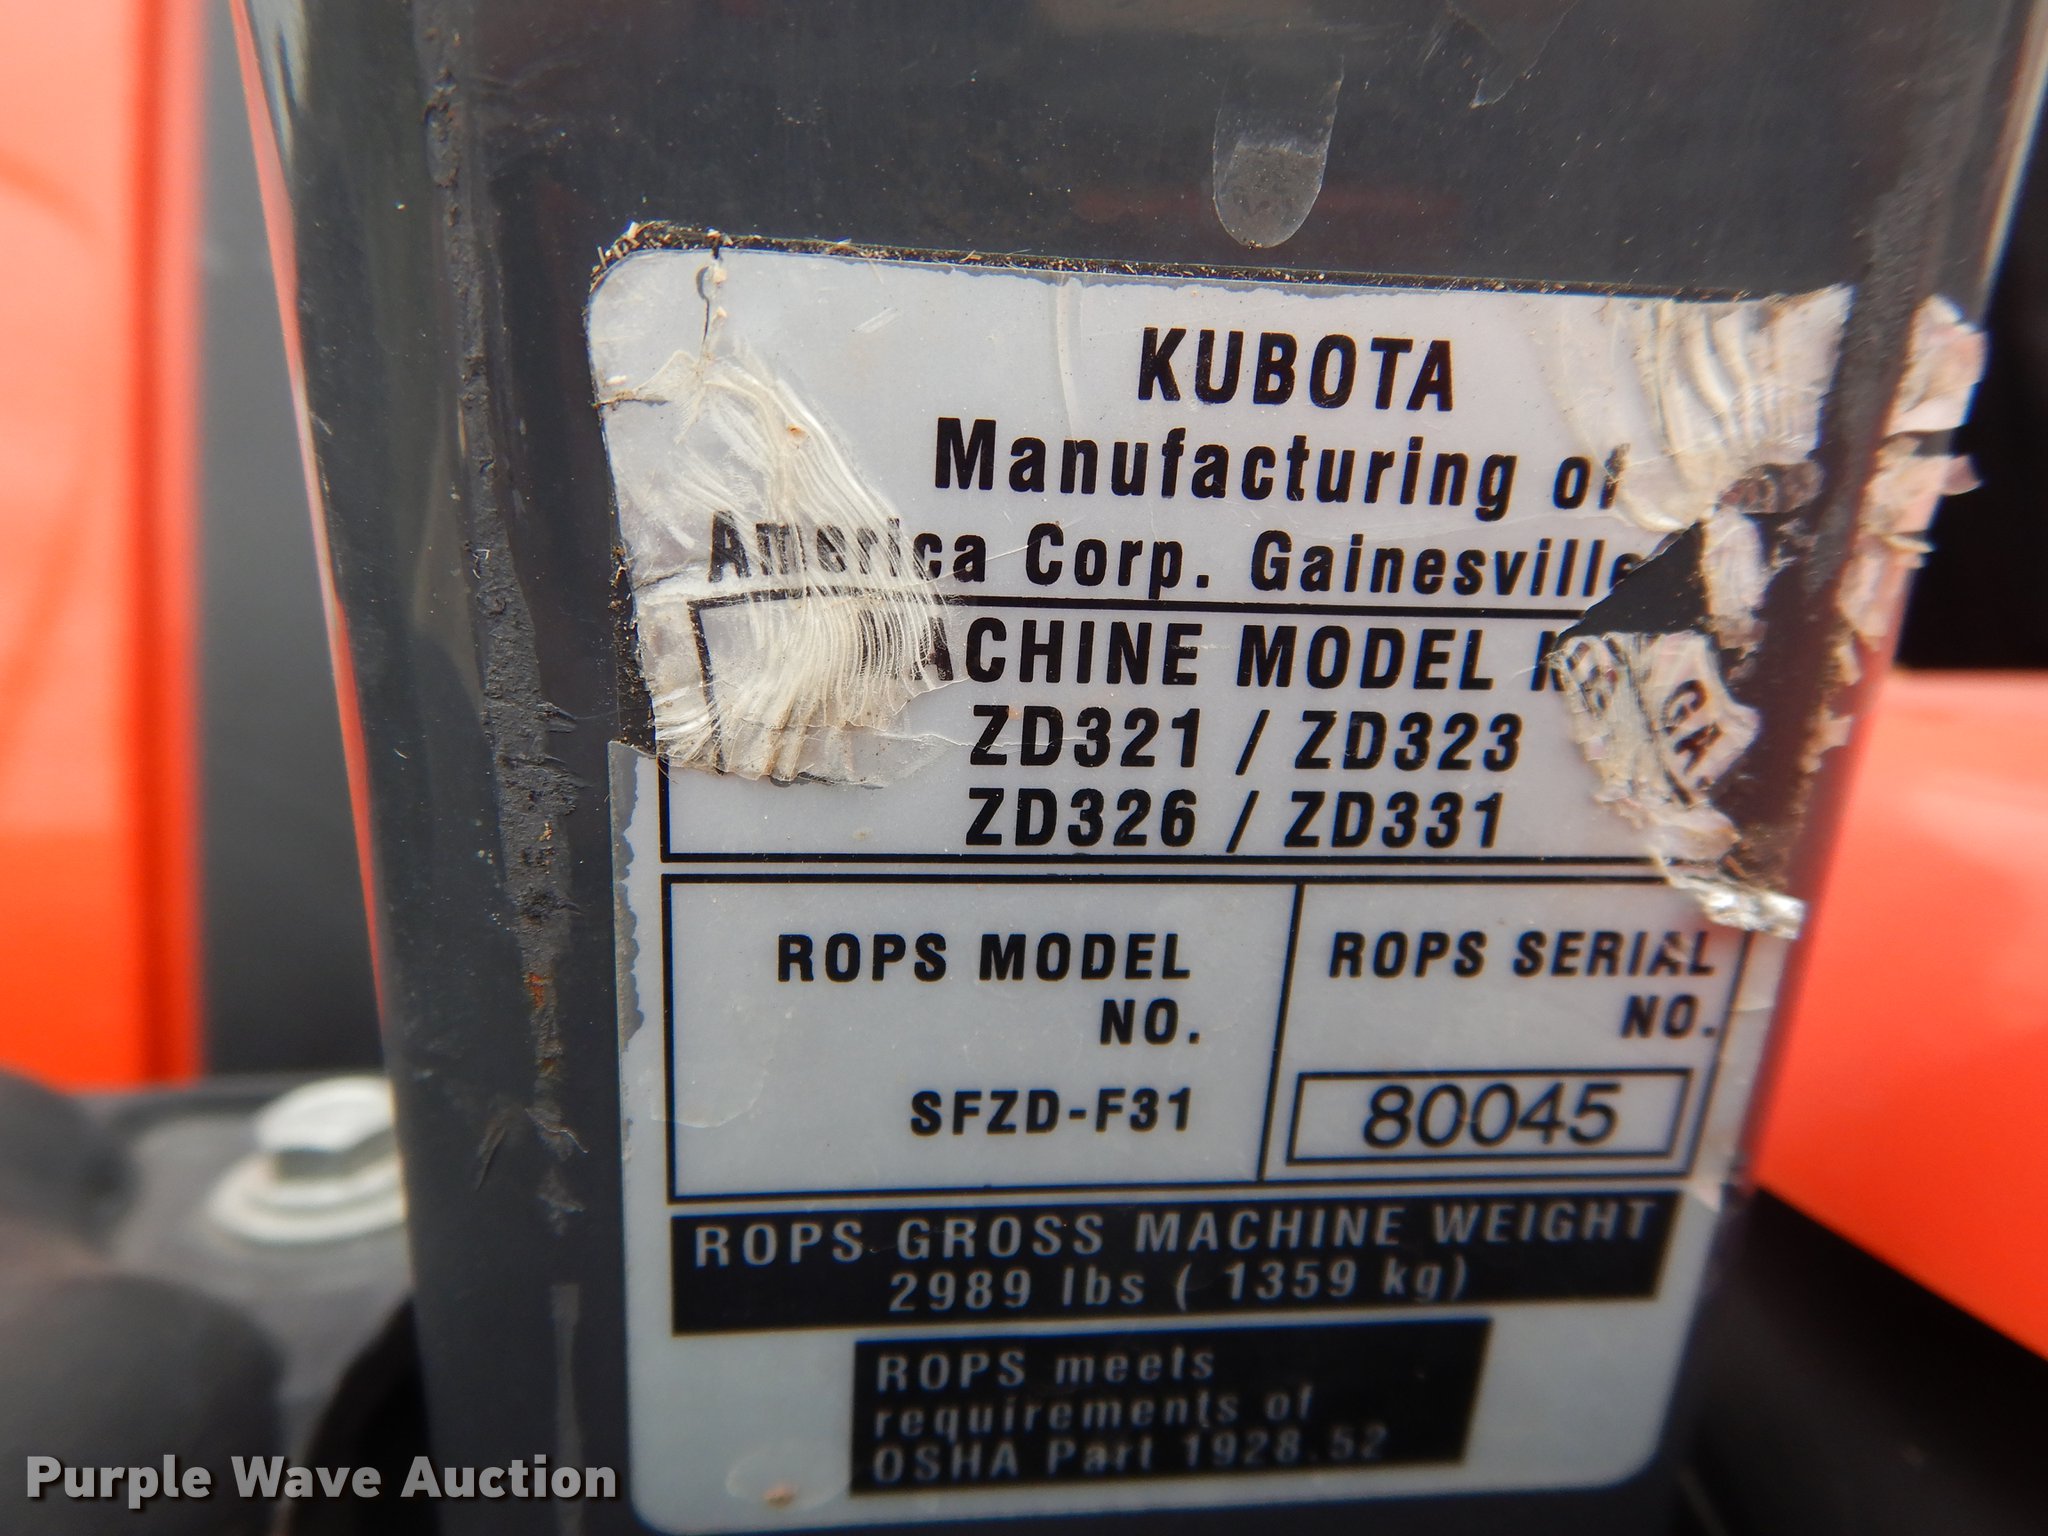 KUBOTA
Manufacturing of
America Corp. Gainesville
GA.
MACHINE MODEL
ZD321 / ZD323
ZD326 / ZD331
ROPS MODEL
NO.
SFZD-F31
ROPS SERIAL
NO.
80045
ROPS GROSS MACHINE WEIGHT
2989 lbs ( 1359 kg)
ROPS meets
requirements of
OSHA Part 1928.52
Purple Wave Auction